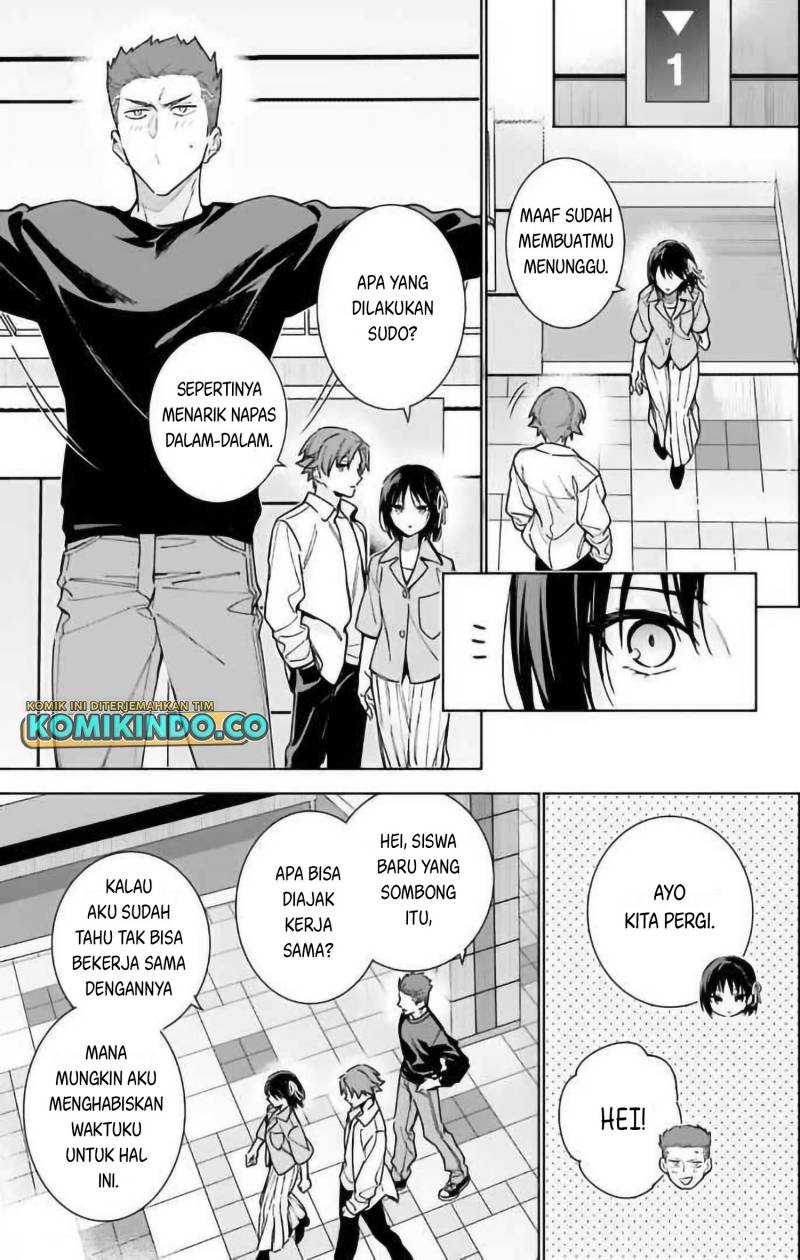 1
MAAF SUDAH
MEMBUATMU
MENUNGGU.
APA YANG
DILAKUKAN
SUDO?
SEPERTINYA
MENARIK NAPAS
DALAM-DALAM.
KOMIK INI DITERJEMAHKAN TIM
KOMIKINDO.CO
AYO
KITA PERGI.
HEI!
HEI, SISWA
BARU YANG
SOMBONG
ITU,
APA BISA
DIAJAK
KERJA
SAMA?
KALAU
AKU SUDAH
TAHU TAK BISA
BEKERJA SAMA
DENGANNYA
MANA
MUNGKIN AKU
MENGHABISKAN
WAKTUKU
UNTUK HAL
INI.